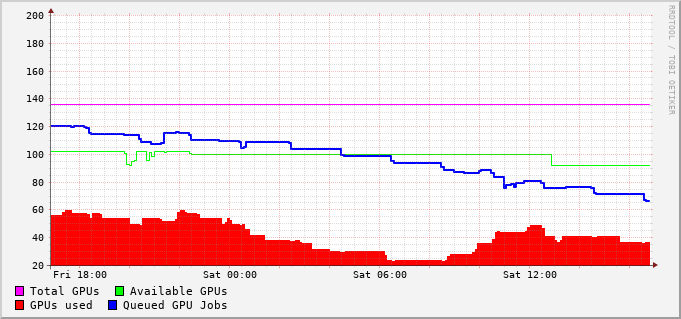 200
180
160
140
120
100
80
60
40
20
Fri 18:00 Sat 00:00 Sat 06:00 Sat 12:00
Total GPUs Available GPUs
GPUs used Queued GPU Jobs
RRDTOOL / TOBI OETIKER